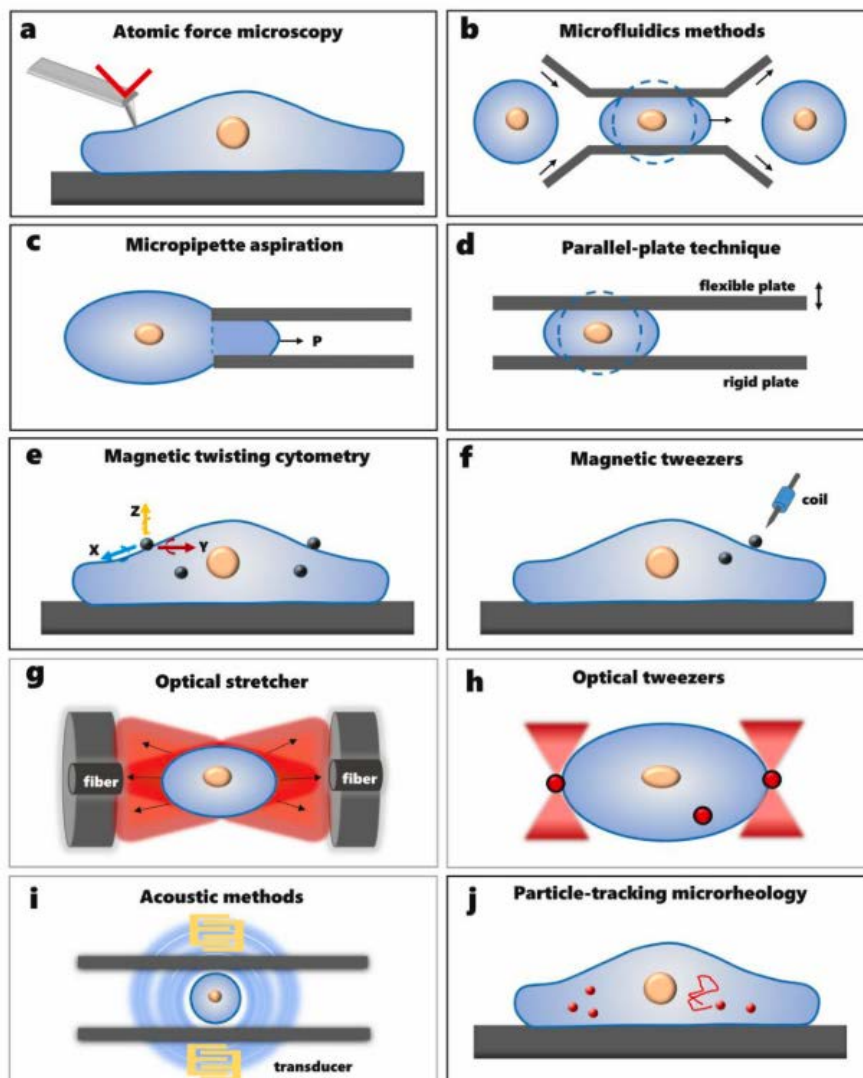 a
Atomic force microscopy
b
Microfluidics methods
c
Micropipette aspiration
P
d
Parallel-plate technique
flexible plate
rigid plate
e
Magnetic twisting cytometry
Z
X
Y
f
Magnetic tweezers
coil
g
Optical stretcher
fiber
fiber
h
Optical tweezers
i
Acoustic methods
transducer
j
Particle-tracking microrheology